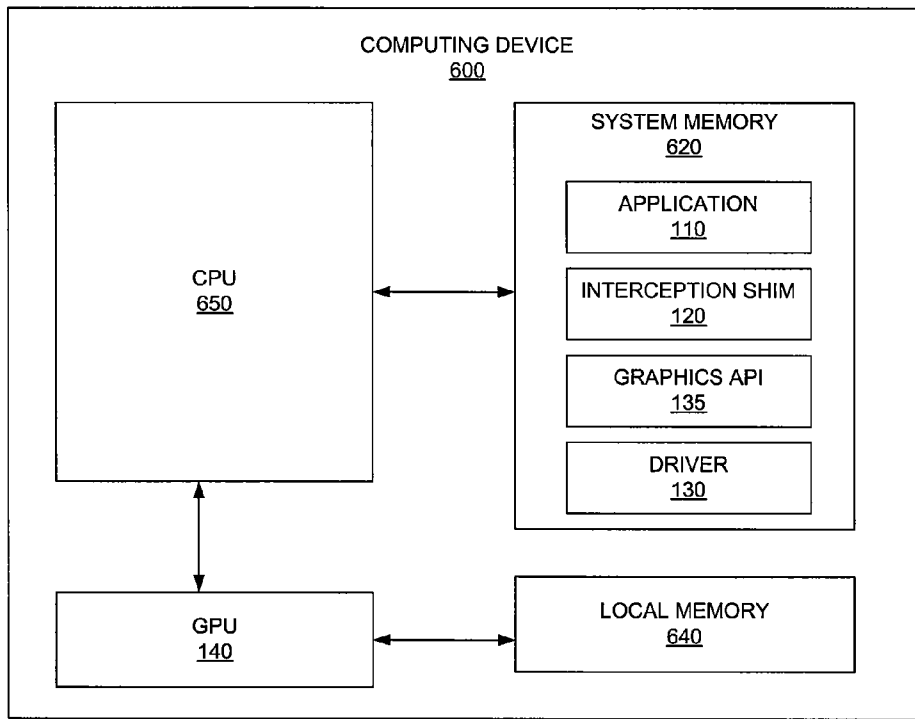 COMPUTING DEVICE
600
CPU
650
SYSTEM MEMORY
620
APPLICATION
110
INTERCEPTION SHIM
120
GRAPHICS API
135
DRIVER
130
GPU
140
LOCAL MEMORY
640